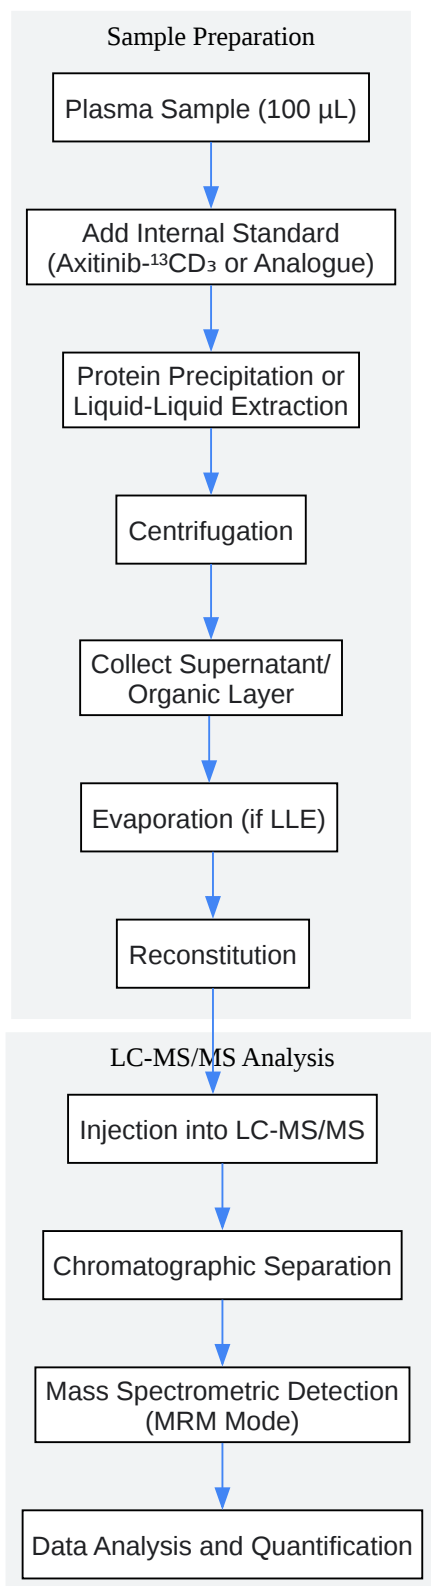 Sample Preparation
Plasma Sample (100 µL)
Add Internal Standard
(Axitinib-¹³CD₃ or Analogue)
Protein Precipitation or
Liquid-Liquid Extraction
Centrifugation
Collect Supernatant/
Organic Layer
Evaporation (if LLE)
Reconstitution
LC-MS/MS Analysis
Injection into LC-MS/MS
Chromatographic Separation
Mass Spectrometric Detection
(MRM Mode)
Data Analysis and Quantification